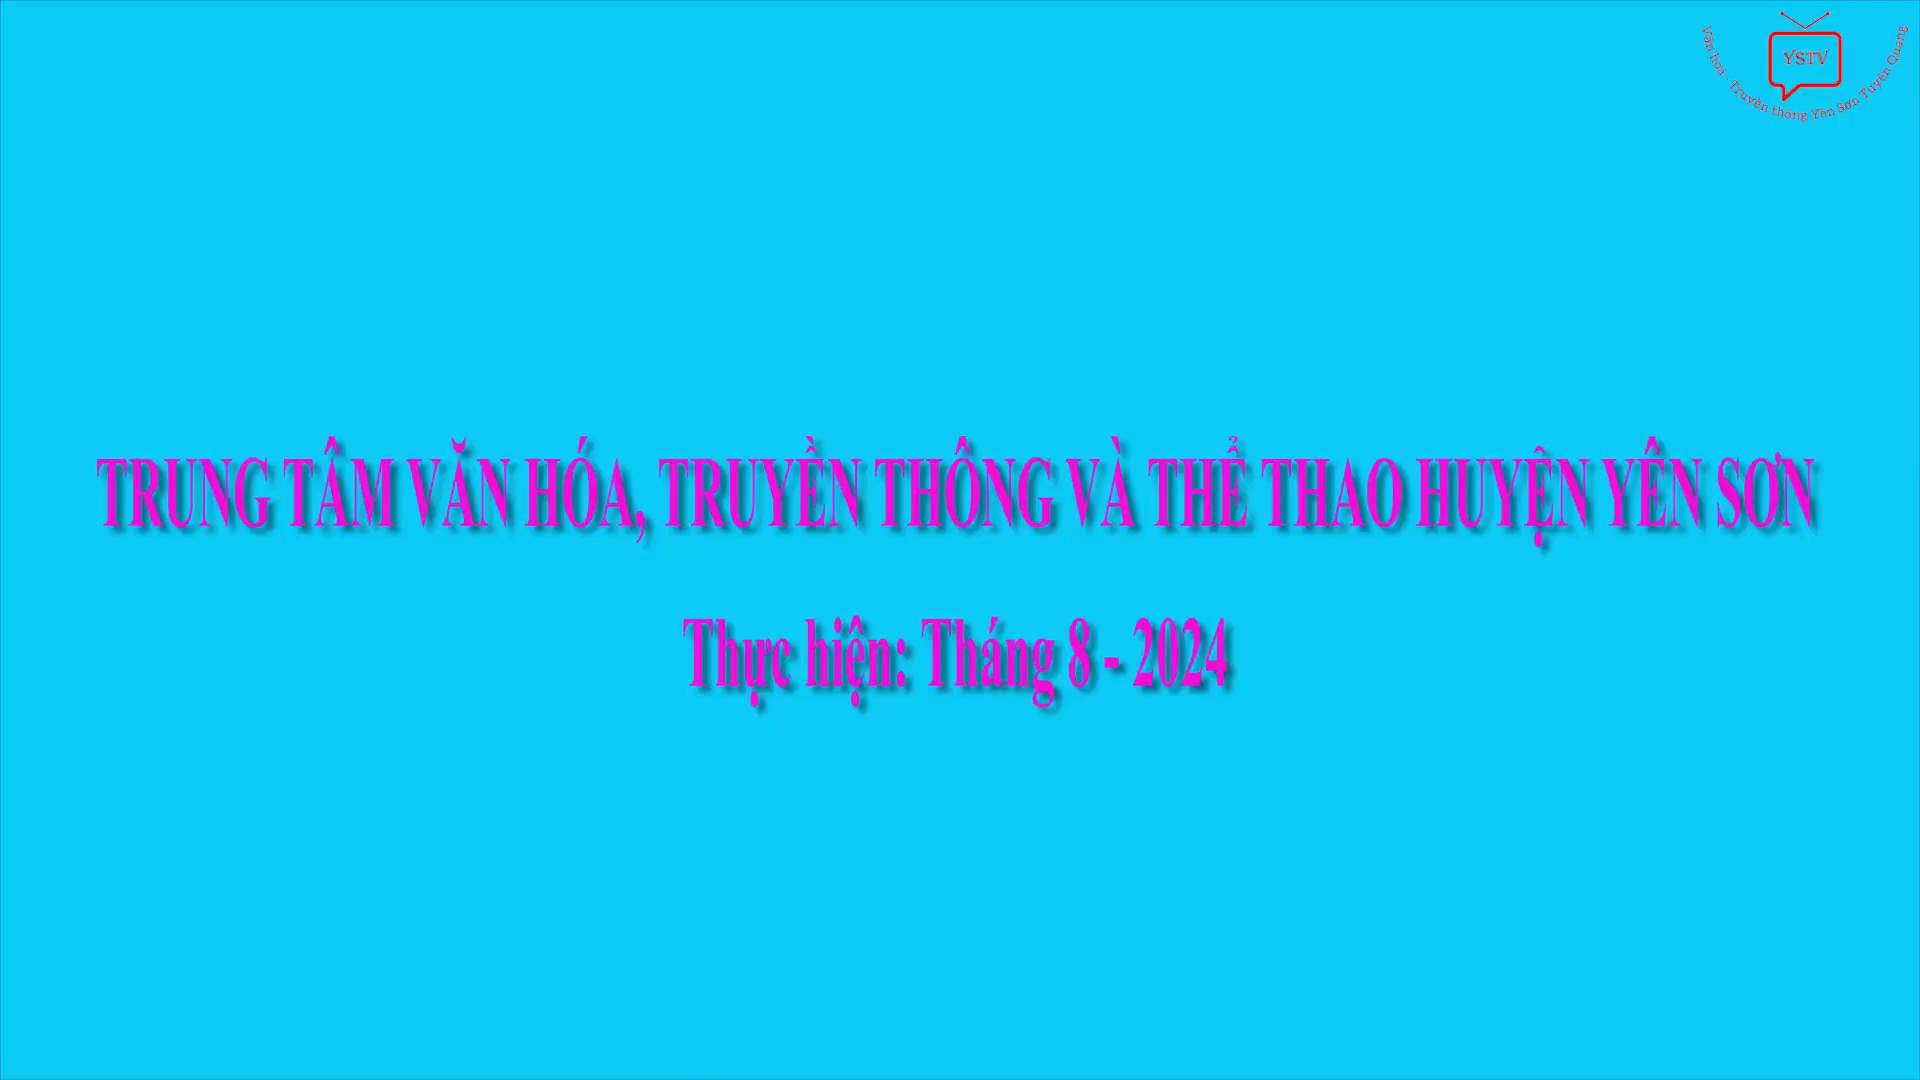 YSTV
Văn hoá - Truyền thông Yên Sơn Tuyên Quang
TRUNG TÂM VĂN HÓA, TRUYỀN THÔNG VÀ THỂ THAO HUYỆN YÊN SƠN
Thực hiện: Tháng 8 - 2024